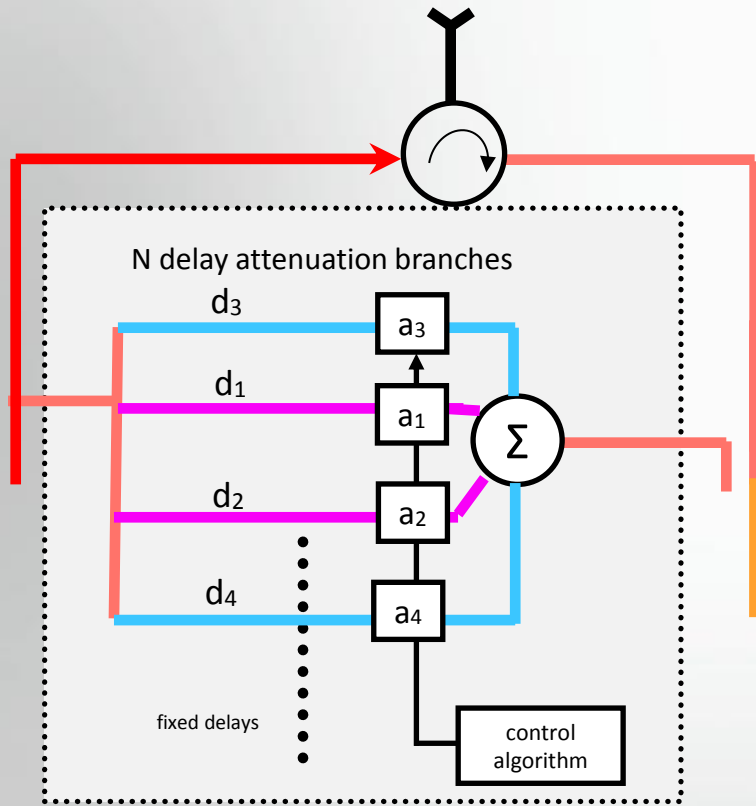 N delay attenuation branches
d₃
a₃
d₁
a₁
Σ
d₂
a₂
d₄
a₄
fixed delays
control
algorithm